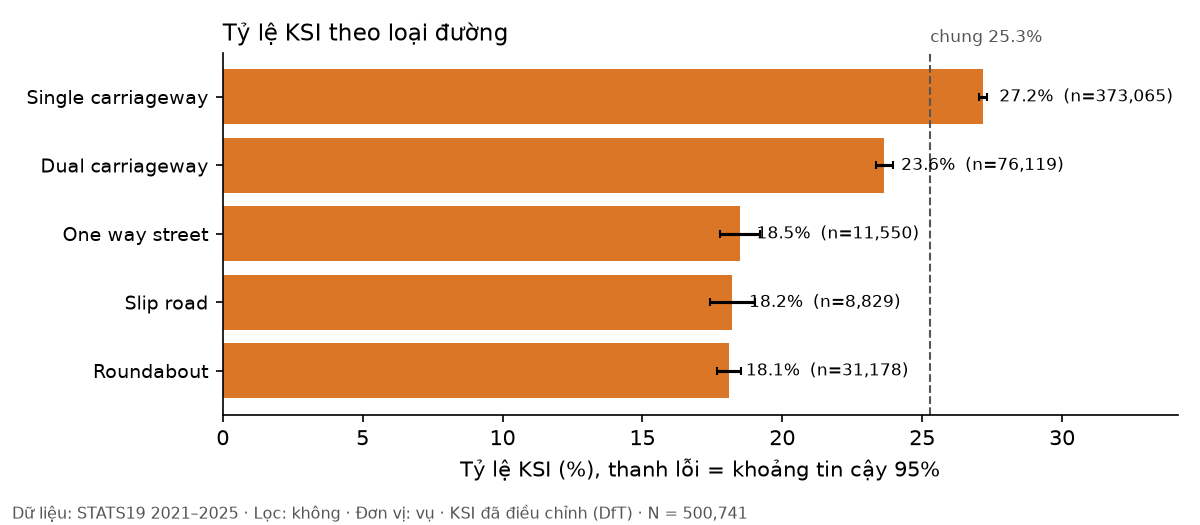 Tỷ lệ KSI theo loại đường
chung 25.3%
Single carriageway 27.2% (n=373,065)
Dual carriageway 23.6% (n=76,119)
One way street 18.5% (n=11,550)
Slip road 18.2% (n=8,829)
Roundabout 18.1% (n=31,178)
0 5 10 15 20 25 30
Tỷ lệ KSI (%), thanh lỗi = khoảng tin cậy 95%
Dữ liệu: STATS19 2021–2025 · Lọc: không · Đơn vị: vụ · KSI đã điều chỉnh (DfT) · N = 500,741